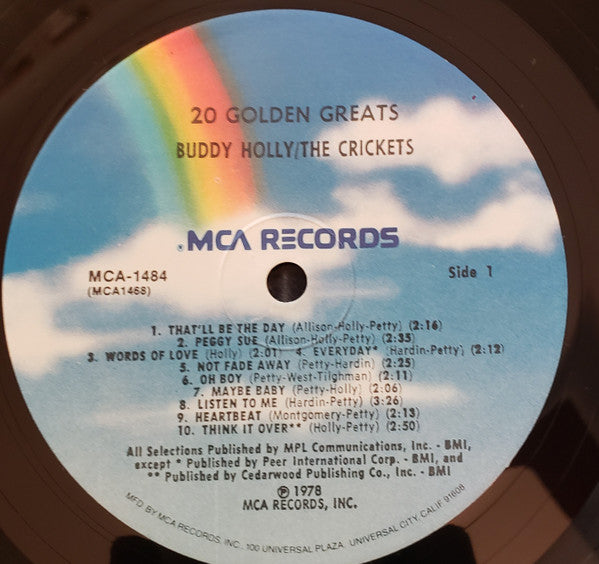 20 GOLDEN GREATS
BUDDY HOLLY/THE CRICKETS
MCA RECORDS
MCA-1484
(MCA1468)
Side 1
1. THAT'LL BE THE DAY (Allison-Holly-Petty) (2:16)
2. PEGGY SUE (Allison-Holly-Petty) (2:35)
3. WORDS OF LOVE (Holly) (2:01) 4. EVERYDAY* (Hardin-Petty) (2:12)
5. NOT FADE AWAY (Petty-Hardin) (2:25)
6. OH BOY (Petty-West-Tilghman) (2:11)
7. MAYBE BABY (Petty-Holly) (2:06)
8. LISTEN TO ME (Hardin-Petty) (3:26)
9. HEARTBEAT (Montgomery-Petty) (2:13)
10. THINK IT OVER** (Holly-Petty) (2:50)
All Selections Published by MPL Communications, Inc. - BMI,
except * Published by Peer International Corp. - BMI, and
** Published by Cedarwood Publishing Co., Inc. - BMI
℗ 1978
MCA RECORDS, INC.
MFD. BY MCA RECORDS, INC., 100 UNIVERSAL PLAZA, UNIVERSAL CITY, CALIF 91608